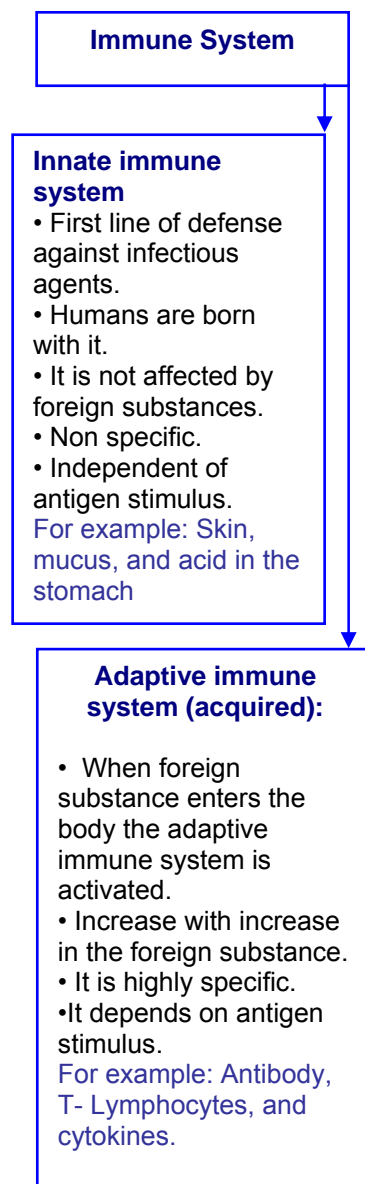 Immune System
Innate immune
system
• First line of defense
against infectious
agents.
• Humans are born
with it.
• It is not affected by
foreign substances.
• Non specific.
• Independent of
antigen stimulus.
For example: Skin,
mucus, and acid in the
stomach
Adaptive immune
system (acquired):
• When foreign
substance enters the
body the adaptive
immune system is
activated.
• Increase with increase
in the foreign substance.
• It is highly specific.
•It depends on antigen
stimulus.
For example: Antibody,
T- Lymphocytes, and
cytokines.